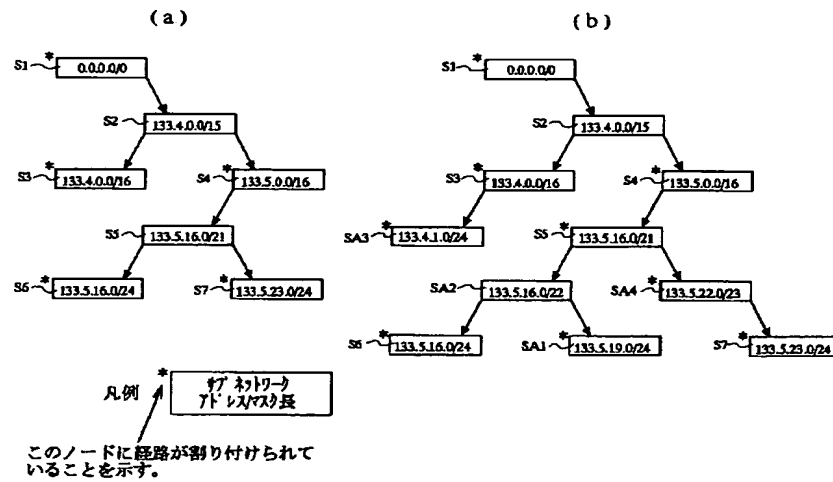 (a)
S1 * 0.0.0.0/0
S2 133.4.0.0/15
S3 * 133.4.0.0/16
S4 * 133.5.0.0/16
S5 133.5.16.0/21
S6 * 133.5.16.0/24
S7 * 133.5.23.0/24
(b)
S1 * 0.0.0.0/0
S2 133.4.0.0/15
S3 * 133.4.0.0/16
S4 * 133.5.0.0/16
SA3 * 133.4.1.0/24
S5 * 133.5.16.0/21
SA2 133.5.16.0/22
SA4 * 133.5.22.0/23
S6 * 133.5.16.0/24
SA1 * 133.5.19.0/24
S7 * 133.5.23.0/24
凡例
* サブネットワーク
アドレス/マスク長
このノードに経路が割り付けられて
いることを示す。